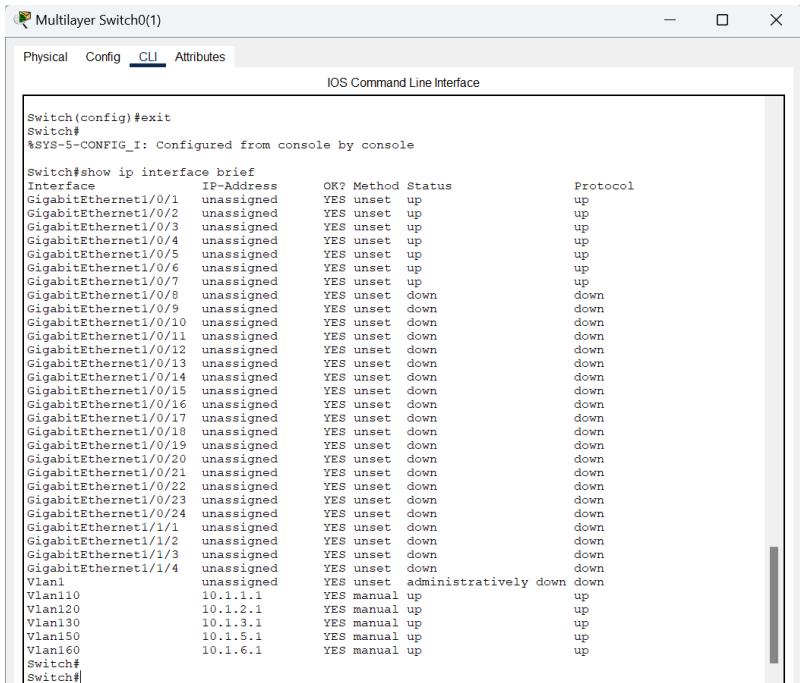 Multilayer Switch0(1)
Physical Config CLI Attributes
IOS Command Line Interface
Switch(config)#exit
Switch#
%SYS-5-CONFIG_I: Configured from console by console
Switch#show ip interface brief
Interface IP-Address OK? Method Status Protocol
GigabitEthernet1/0/1 unassigned YES unset up up
GigabitEthernet1/0/2 unassigned YES unset up up
GigabitEthernet1/0/3 unassigned YES unset up up
GigabitEthernet1/0/4 unassigned YES unset up up
GigabitEthernet1/0/5 unassigned YES unset up up
GigabitEthernet1/0/6 unassigned YES unset up up
GigabitEthernet1/0/7 unassigned YES unset up up
GigabitEthernet1/0/8 unassigned YES unset down down
GigabitEthernet1/0/9 unassigned YES unset down down
GigabitEthernet1/0/10 unassigned YES unset down down
GigabitEthernet1/0/11 unassigned YES unset down down
GigabitEthernet1/0/12 unassigned YES unset down down
GigabitEthernet1/0/13 unassigned YES unset down down
GigabitEthernet1/0/14 unassigned YES unset down down
GigabitEthernet1/0/15 unassigned YES unset down down
GigabitEthernet1/0/16 unassigned YES unset down down
GigabitEthernet1/0/17 unassigned YES unset down down
GigabitEthernet1/0/18 unassigned YES unset down down
GigabitEthernet1/0/19 unassigned YES unset down down
GigabitEthernet1/0/20 unassigned YES unset down down
GigabitEthernet1/0/21 unassigned YES unset down down
GigabitEthernet1/0/22 unassigned YES unset down down
GigabitEthernet1/0/23 unassigned YES unset down down
GigabitEthernet1/0/24 unassigned YES unset down down
GigabitEthernet1/1/1 unassigned YES unset down down
GigabitEthernet1/1/2 unassigned YES unset down down
GigabitEthernet1/1/3 unassigned YES unset down down
GigabitEthernet1/1/4 unassigned YES unset down down
Vlan1 unassigned YES unset administratively down down
Vlan110 10.1.1.1 YES manual up up
Vlan120 10.1.2.1 YES manual up up
Vlan130 10.1.3.1 YES manual up up
Vlan150 10.1.5.1 YES manual up up
Vlan160 10.1.6.1 YES manual up up
Switch#
Switch#